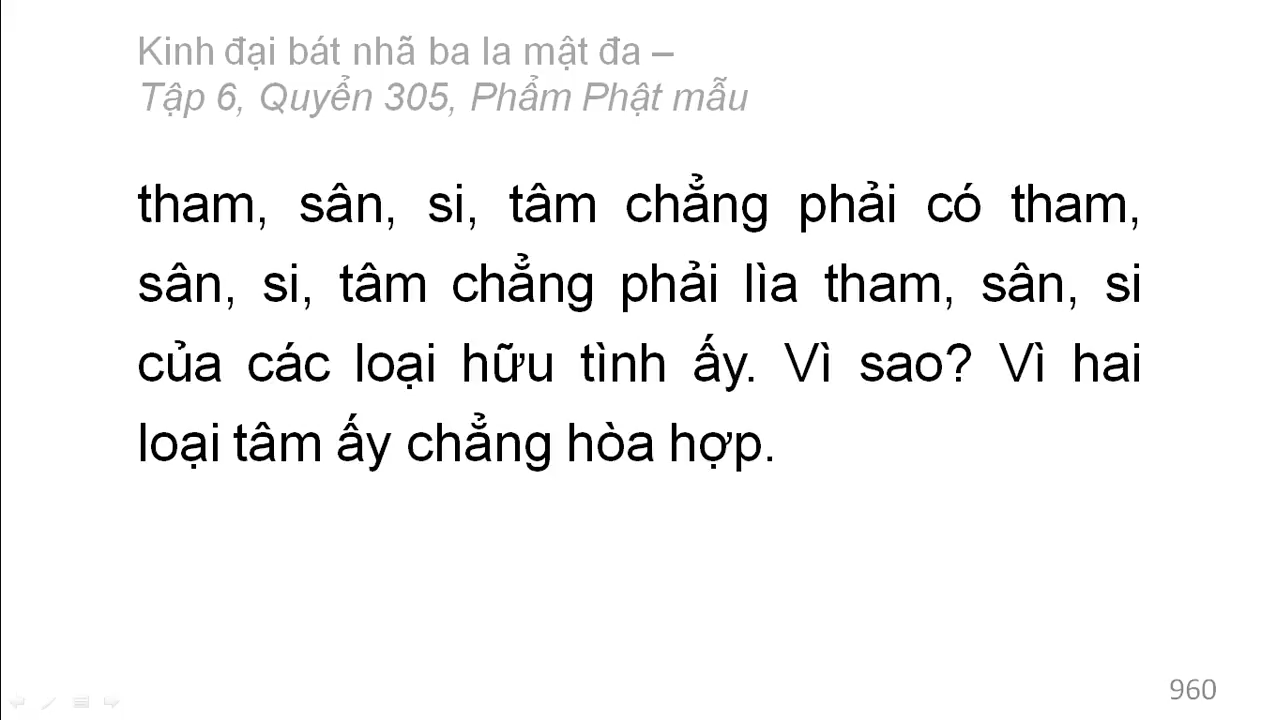 Kinh đại bát nhã ba la mật đa –
Tập 6, Quyển 305, Phẩm Phật mẫu
tham, sân, si, tâm chẳng phải có tham,
sân, si, tâm chẳng phải lìa tham, sân, si
của các loại hữu tình ấy. Vì sao? Vì hai
loại tâm ấy chẳng hòa hợp.
960